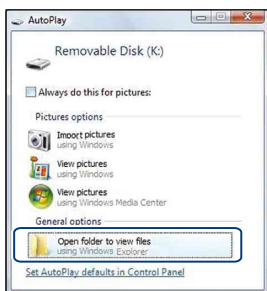 AutoPlay
Removable Disk (K:)
Always do this for pictures:
Pictures options
Import pictures
using Windows
View pictures
using Windows
View pictures
using Windows Media Center
General options
Open folder to view files
using Windows Explorer
Set AutoPlay defaults in Control Panel